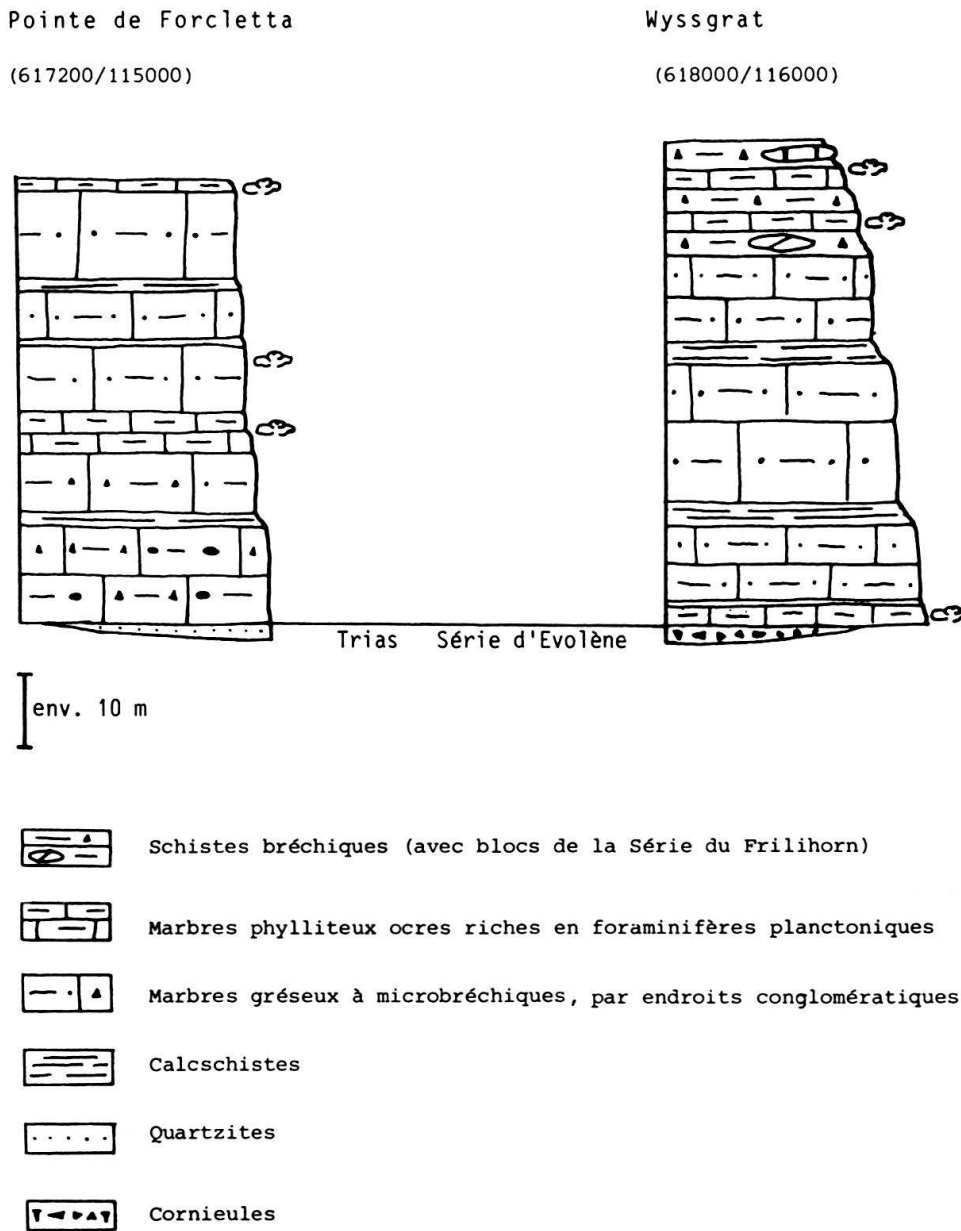 Pointe de Forcletta
Wyssgrat
(617200/115000)
(618000/116000)
Trias Série d'Evolène
env. 10 m
Schistes bréchiques (avec blocs de la Série du Frilihorn)
Marbres phylliteux ocres riches en foraminifères planctoniques
Marbres gréseux à microbréchiques, par endroits conglomératiques
Calcschistes
Quartzites
Cornieules